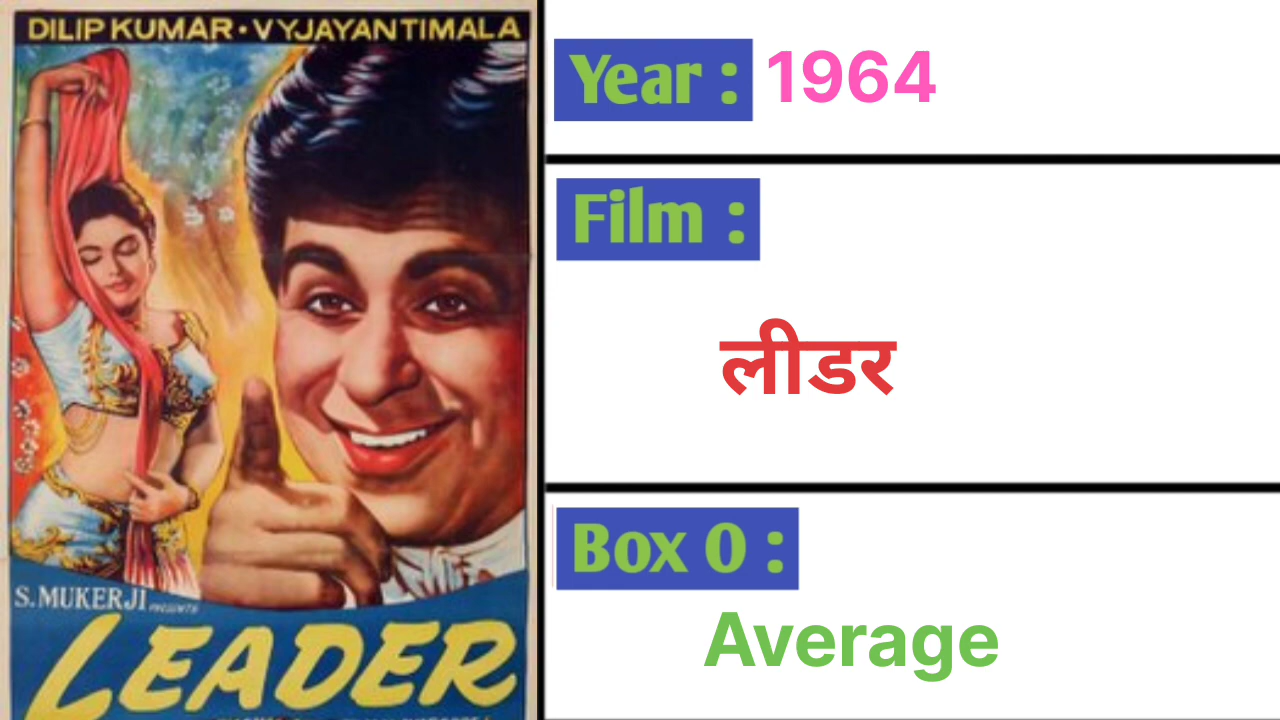 DILIP KUMAR • VYJAYANTIMALA
S. MUKERJI PRESENTS
LEADER
Year : 1964
Film :
लीडर
Box O :
Average